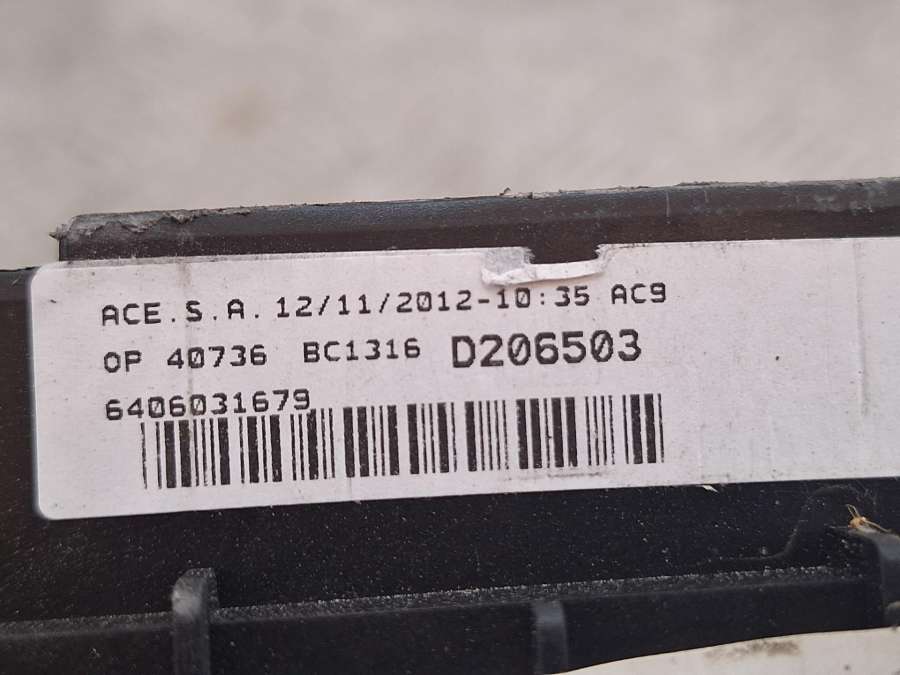 ACE.S.A. 12/11/2012-10:35 AC9
OP 40736 BC1316 D206503
6406031679